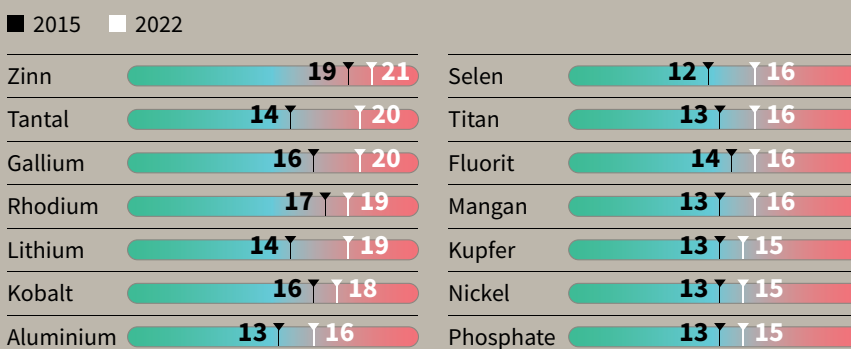 2015 2022
Zinn 19 21
Tantal 14 20
Gallium 16 20
Rhodium 17 19
Lithium 14 19
Kobalt 16 18
Aluminium 13 16
Selen 12 16
Titan 13 16
Fluorit 14 16
Mangan 13 16
Kupfer 13 15
Nickel 13 15
Phosphate 13 15